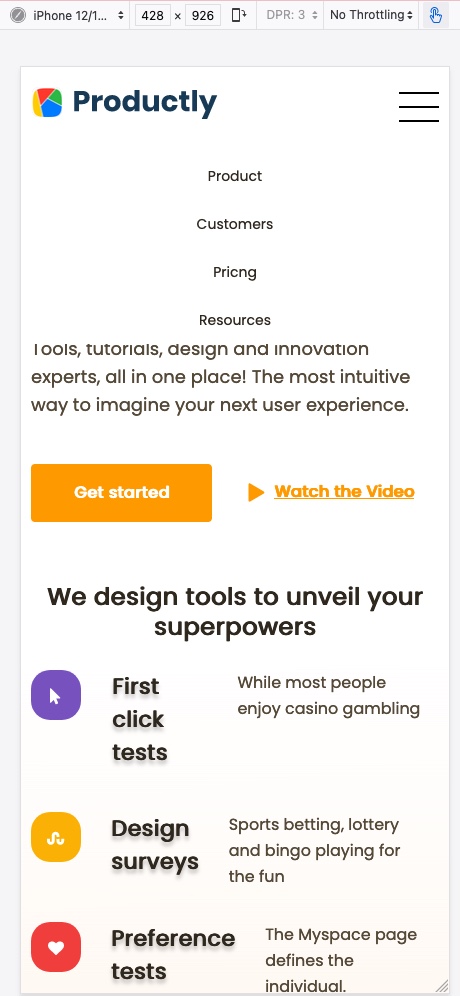 iPhone 12/1... 428 × 926 DPR: 3 No Throttling
Productly
Product
Customers
Pricng
Resources
Tools, tutorials, design and innovation
experts, all in one place! The most intuitive
way to imagine your next user experience.
Get started
Watch the Video
We design tools to unveil your
superpowers
First
click
tests
While most people
enjoy casino gambling
Design
surveys
Sports betting, lottery
and bingo playing for
the fun
Preference
tests
The Myspace page
defines the
individual.